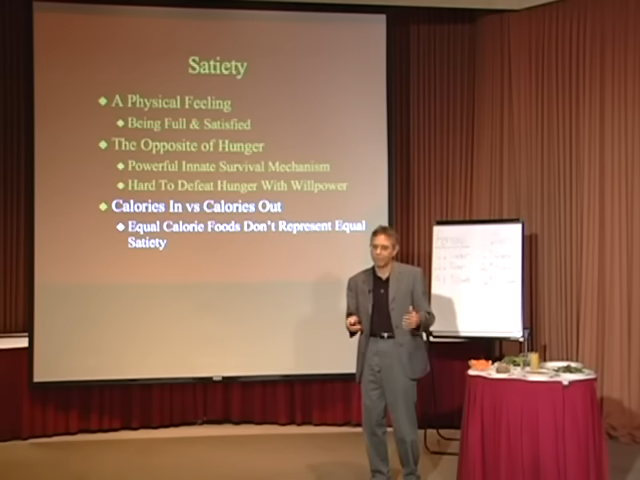 Satiety
A Physical Feeling
Being Full & Satisfied
The Opposite of Hunger
Powerful Innate Survival Mechanism
Hard To Defeat Hunger With Willpower
Calories In vs Calories Out
Equal Calorie Foods Don't Represent Equal
Satiety